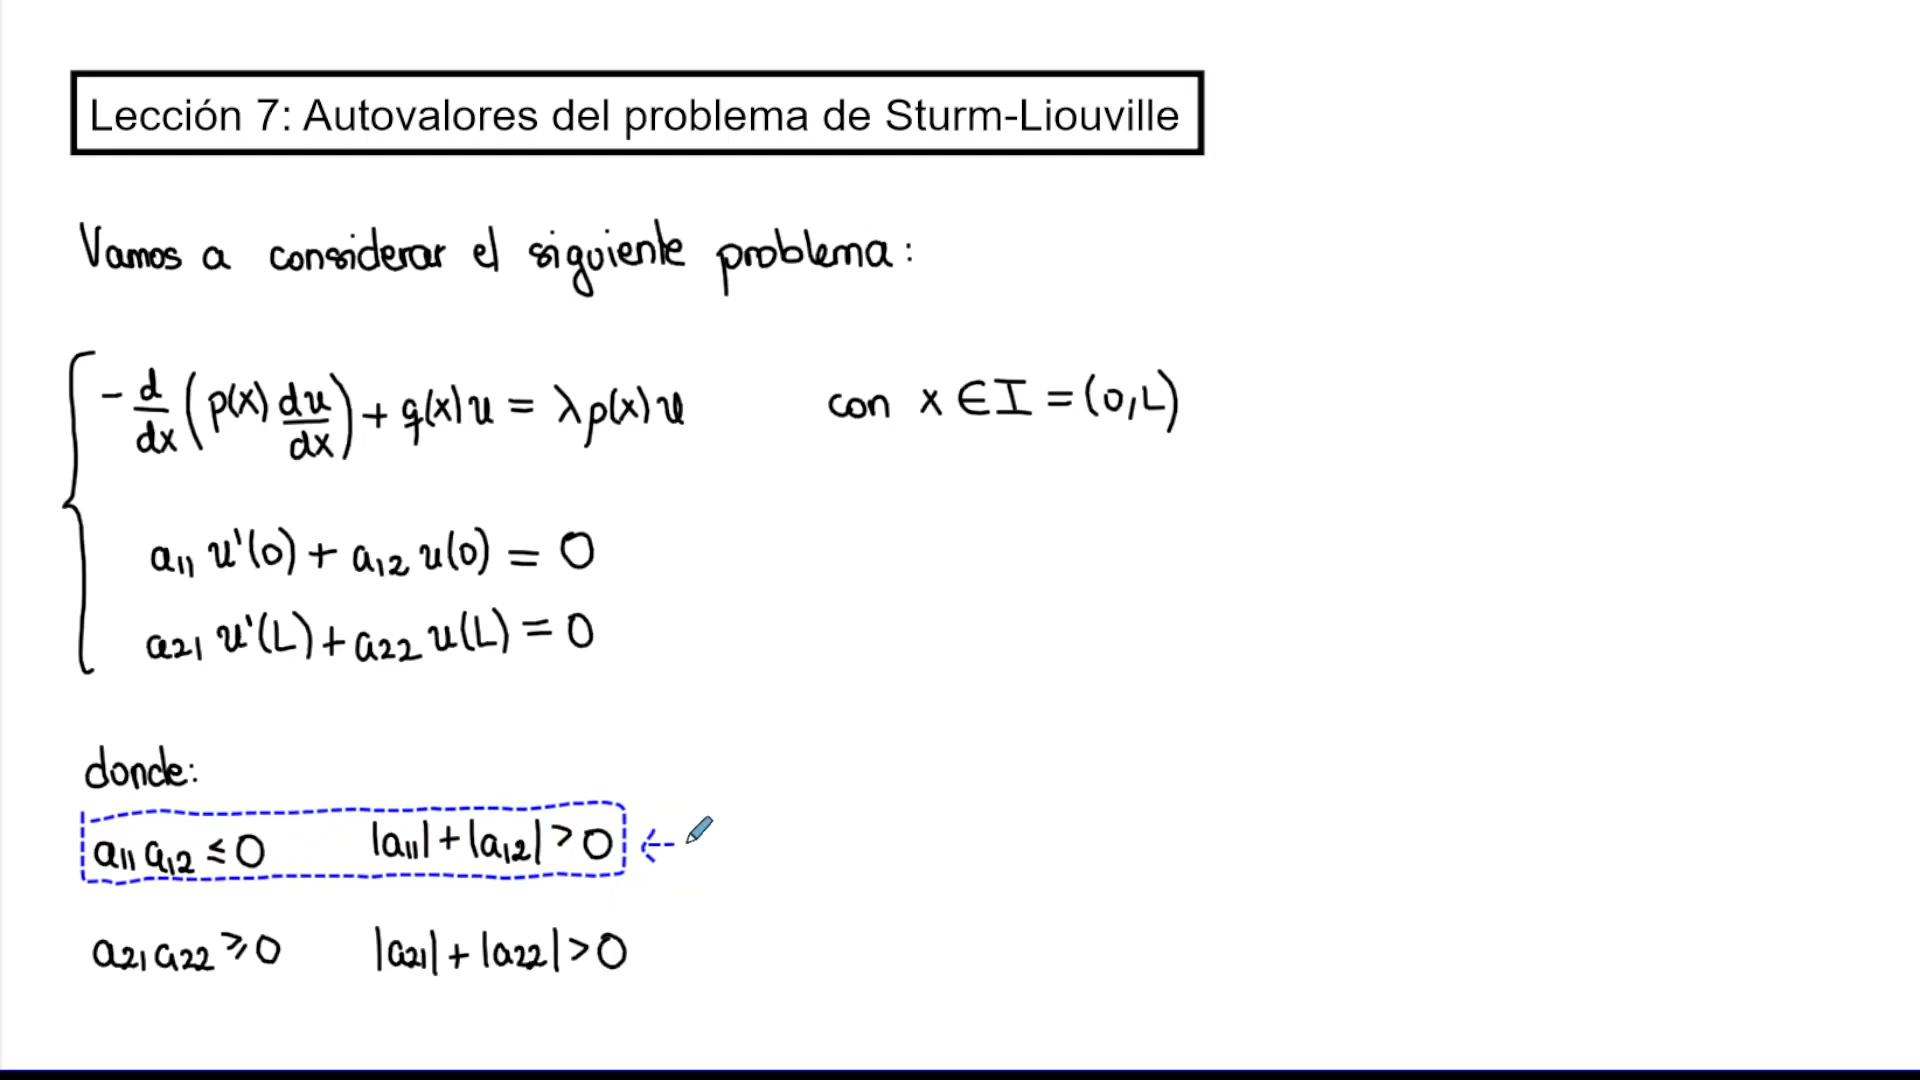 Lección 7: Autovalores del problema de Sturm-Liouville
Vamos a considerar el siguiente problema:
- d/dx (p(x) du/dx) + q(x) u = λ ρ(x) u con x ∈ I = (0,L)
a₁₁ u'(0) + a₁₂ u(0) = 0
a₂₁ u'(L) + a₂₂ u(L) = 0
donde:
a₁₁ a₁₂ ≤ 0 |a₁₁| + |a₁₂| > 0
a₂₁ a₂₂ ≥ 0 |a₂₁| + |a₂₂| > 0